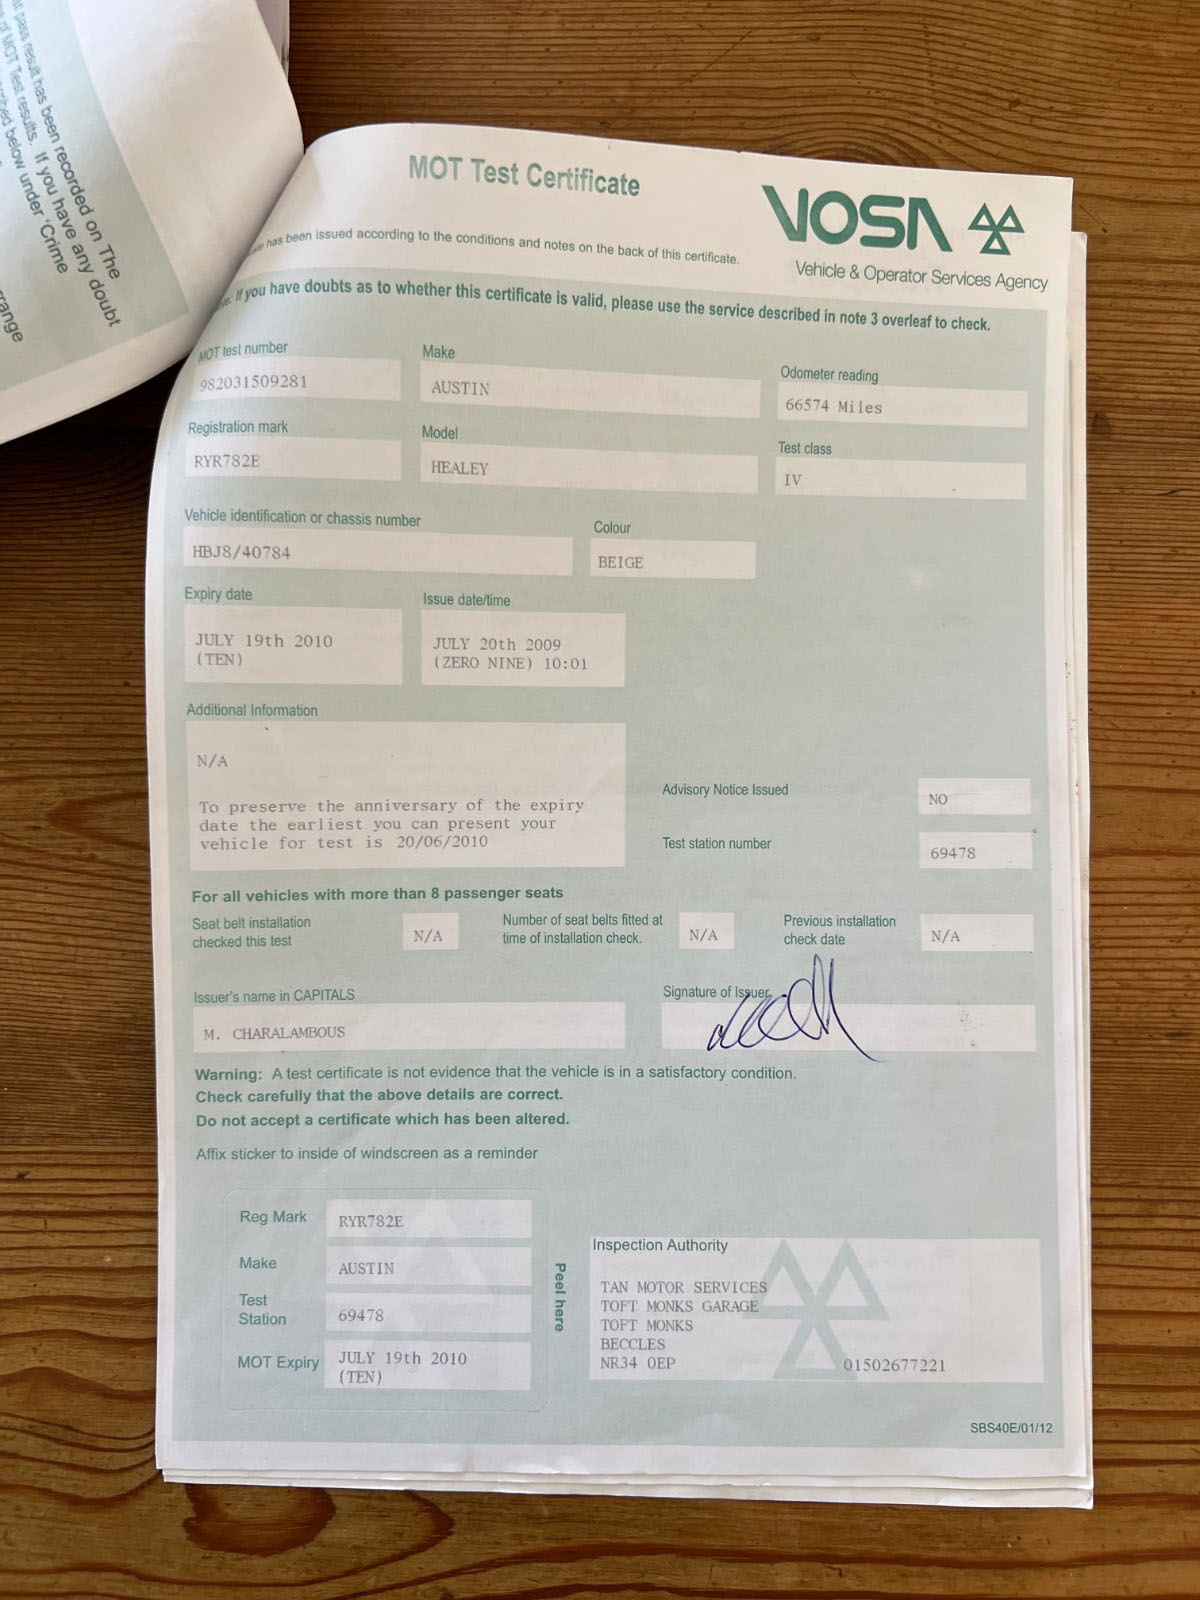 pass result has been recorded on The
of MOT Test results. If you have any doubt
below under 'Crime
MOT Test Certificate
VOSA
Vehicle & Operator Services Agency
has been issued according to the conditions and notes on the back of this certificate.
If you have doubts as to whether this certificate is valid, please use the service described in note 3 overleaf to check.
MOT test number
982031509281
Make
AUSTIN
Odometer reading
66574 Miles
Registration mark
RYR782E
Model
HEALEY
Test class
IV
Vehicle identification or chassis number
HBJ8/40784
Colour
BEIGE
Expiry date
JULY 19th 2010
(TEN)
Issue date/time
JULY 20th 2009
(ZERO NINE) 10:01
Additional Information
N/A
To preserve the anniversary of the expiry
date the earliest you can present your
vehicle for test is 20/06/2010
Advisory Notice Issued
NO
Test station number
69478
For all vehicles with more than 8 passenger seats
Seat belt installation
checked this test
N/A
Number of seat belts fitted at
time of installation check.
N/A
Previous installation
check date
N/A
Issuer's name in CAPITALS
M. CHARALAMBOUS
Signature of Issuer
Warning: A test certificate is not evidence that the vehicle is in a satisfactory condition.
Check carefully that the above details are correct.
Do not accept a certificate which has been altered.
Affix sticker to inside of windscreen as a reminder
Reg Mark
RYR782E
Make
AUSTIN
Test
Station
69478
MOT Expiry
JULY 19th 2010
(TEN)
Peel here
Inspection Authority
TAN MOTOR SERVICES
TOFT MONKS GARAGE
TOFT MONKS
BECCLES
NR34 0EP
01502677221
SBS40E/01/12